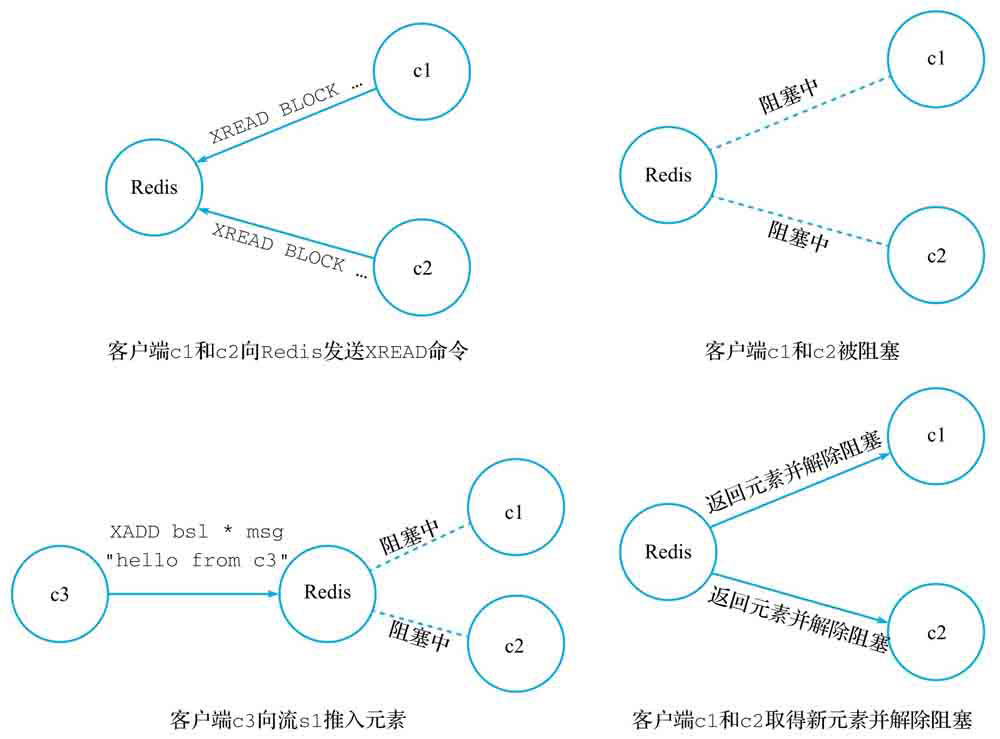 c1
XREAD BLOCK …
Redis
XREAD BLOCK …
c2
客户端c1和c2向Redis发送XREAD命令
c1
阻塞中
Redis
阻塞中
c2
客户端c1和c2被阻塞
XADD bsl * msg
"hello from c3"
c3
Redis
阻塞中
c1
阻塞中
c2
客户端c3向流s1推入元素
c1
返回元素并解除阻塞
Redis
返回元素并解除阻塞
c2
客户端c1和c2取得新元素并解除阻塞